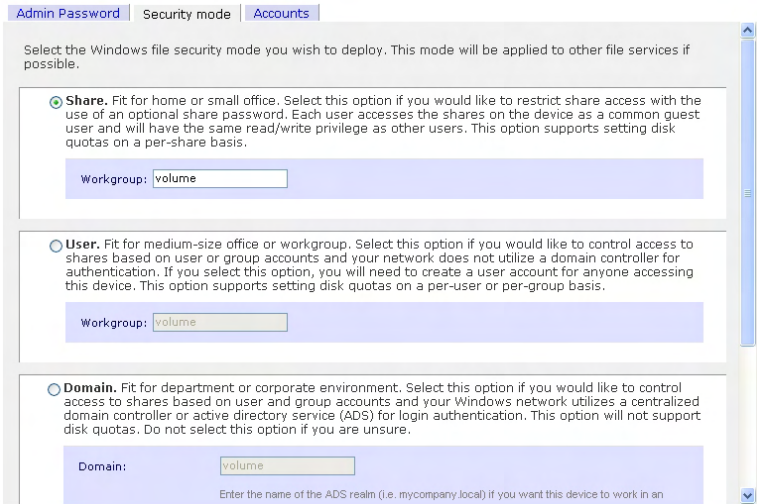 Admin Password Security mode Accounts
Select the Windows file security mode you wish to deploy. This mode will be applied to other file services if
possible.
Share. Fit for home or small office. Select this option if you would like to restrict share access with the
use of an optional share password. Each user accesses the shares on the device as a common guest
user and will have the same read/write privilege as other users. This option supports setting disk
quotas on a per-share basis.
Workgroup: volume
User. Fit for medium-size office or workgroup. Select this option if you would like to control access to
shares based on user or group accounts and your network does not utilize a domain controller for
authentication. If you select this option, you will need to create a user account for anyone accessing
this device. This option supports setting disk quotas on a per-user or per-group basis.
Workgroup: volume
Domain. Fit for department or corporate environment. Select this option if you would like to control
access to shares based on user and group accounts and your Windows network utilizes a centralized
domain controller or active directory service (ADS) for login authentication. This option will not support
disk quotas. Do not select this option if you are unsure.
Domain: volume
Enter the name of the ADS realm (i.e. mycompany.local) if you want this device to work in an